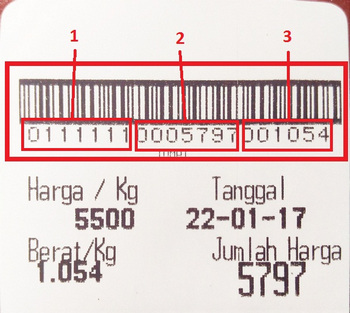 1 2 3
0111111 0005797 001054
Harga / Kg Tanggal
5500 22-01-17
Berat/Kg Jumlah Harga
1.054 5797